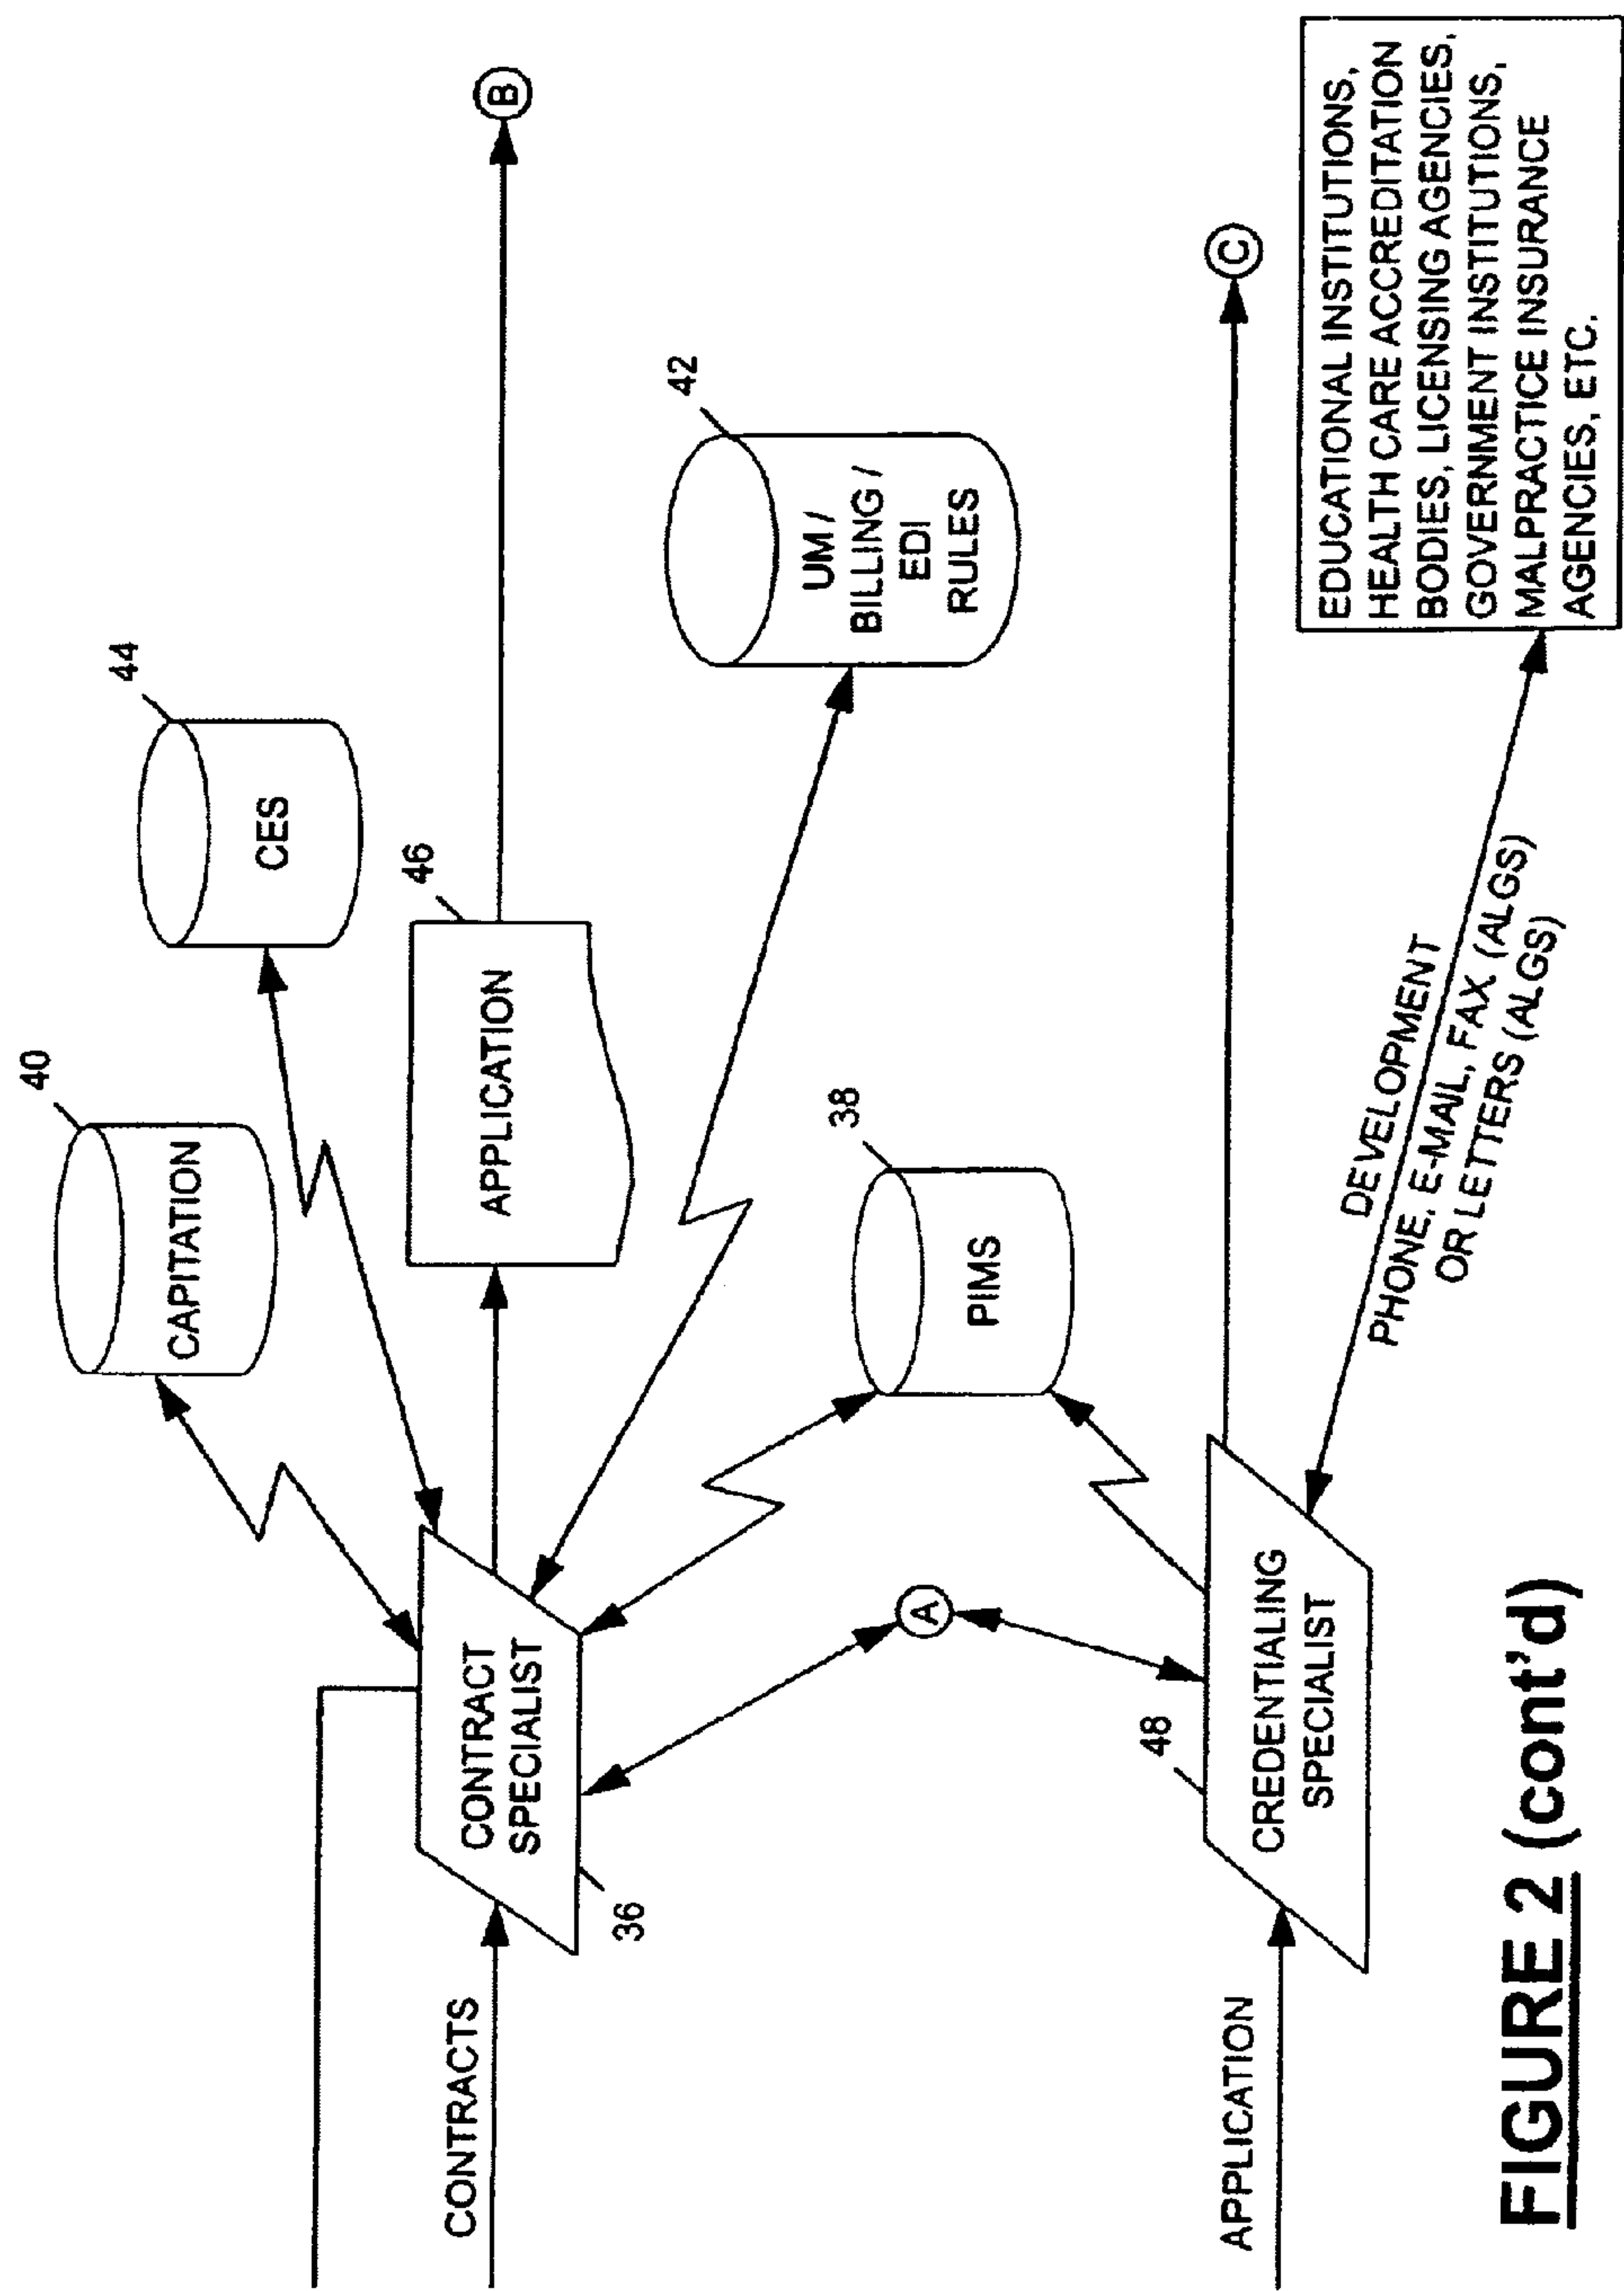 40
CAPITATION
44
CES
CONTRACTS
CONTRACT
SPECIALIST
36
46
APPLICATION
B
42
UM /
BILLING /
EDI
RULES
38
PIMS
A
APPLICATION
48
CREDENTIALING
SPECIALIST
C
DEVELOPMENT
PHONE, E-MAIL, FAX (ALGS)
OR LETTERS (ALGS)
EDUCATIONAL INSTITUTIONS,
HEALTH CARE ACCREDITATION
BODIES, LICENSING AGENCIES,
GOVERNMENT INSTITUTIONS,
MALPRACTICE INSURANCE
AGENCIES, ETC.
FIGURE 2 (cont'd)